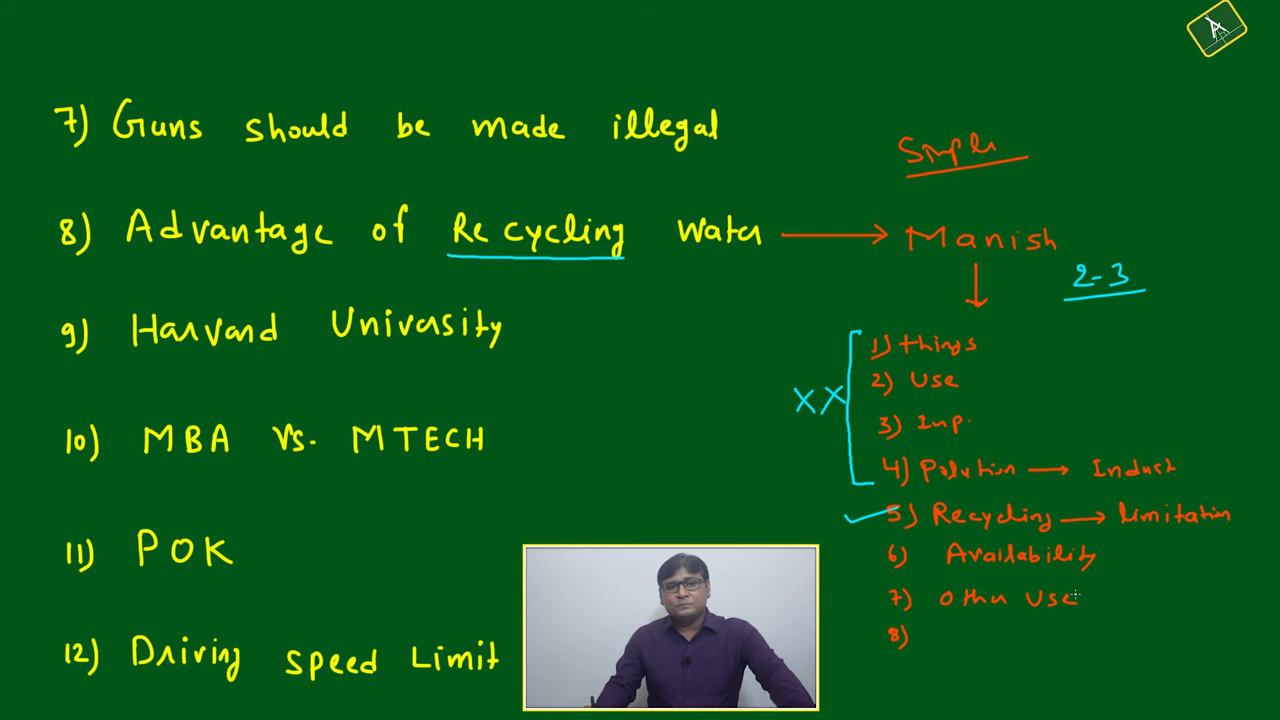 7) Guns should be made illegal
8) Advantage of Recycling Water → Manish
9) Harvard University
10) MBA Vs. MTECH
11) POK
12) Driving Speed Limit
Simple
2-3
XX
1) things
2) Use
3) Imp.
4) Polution → Indust
5) Recycling → limitation
6) Availability
7) Other Use
8)